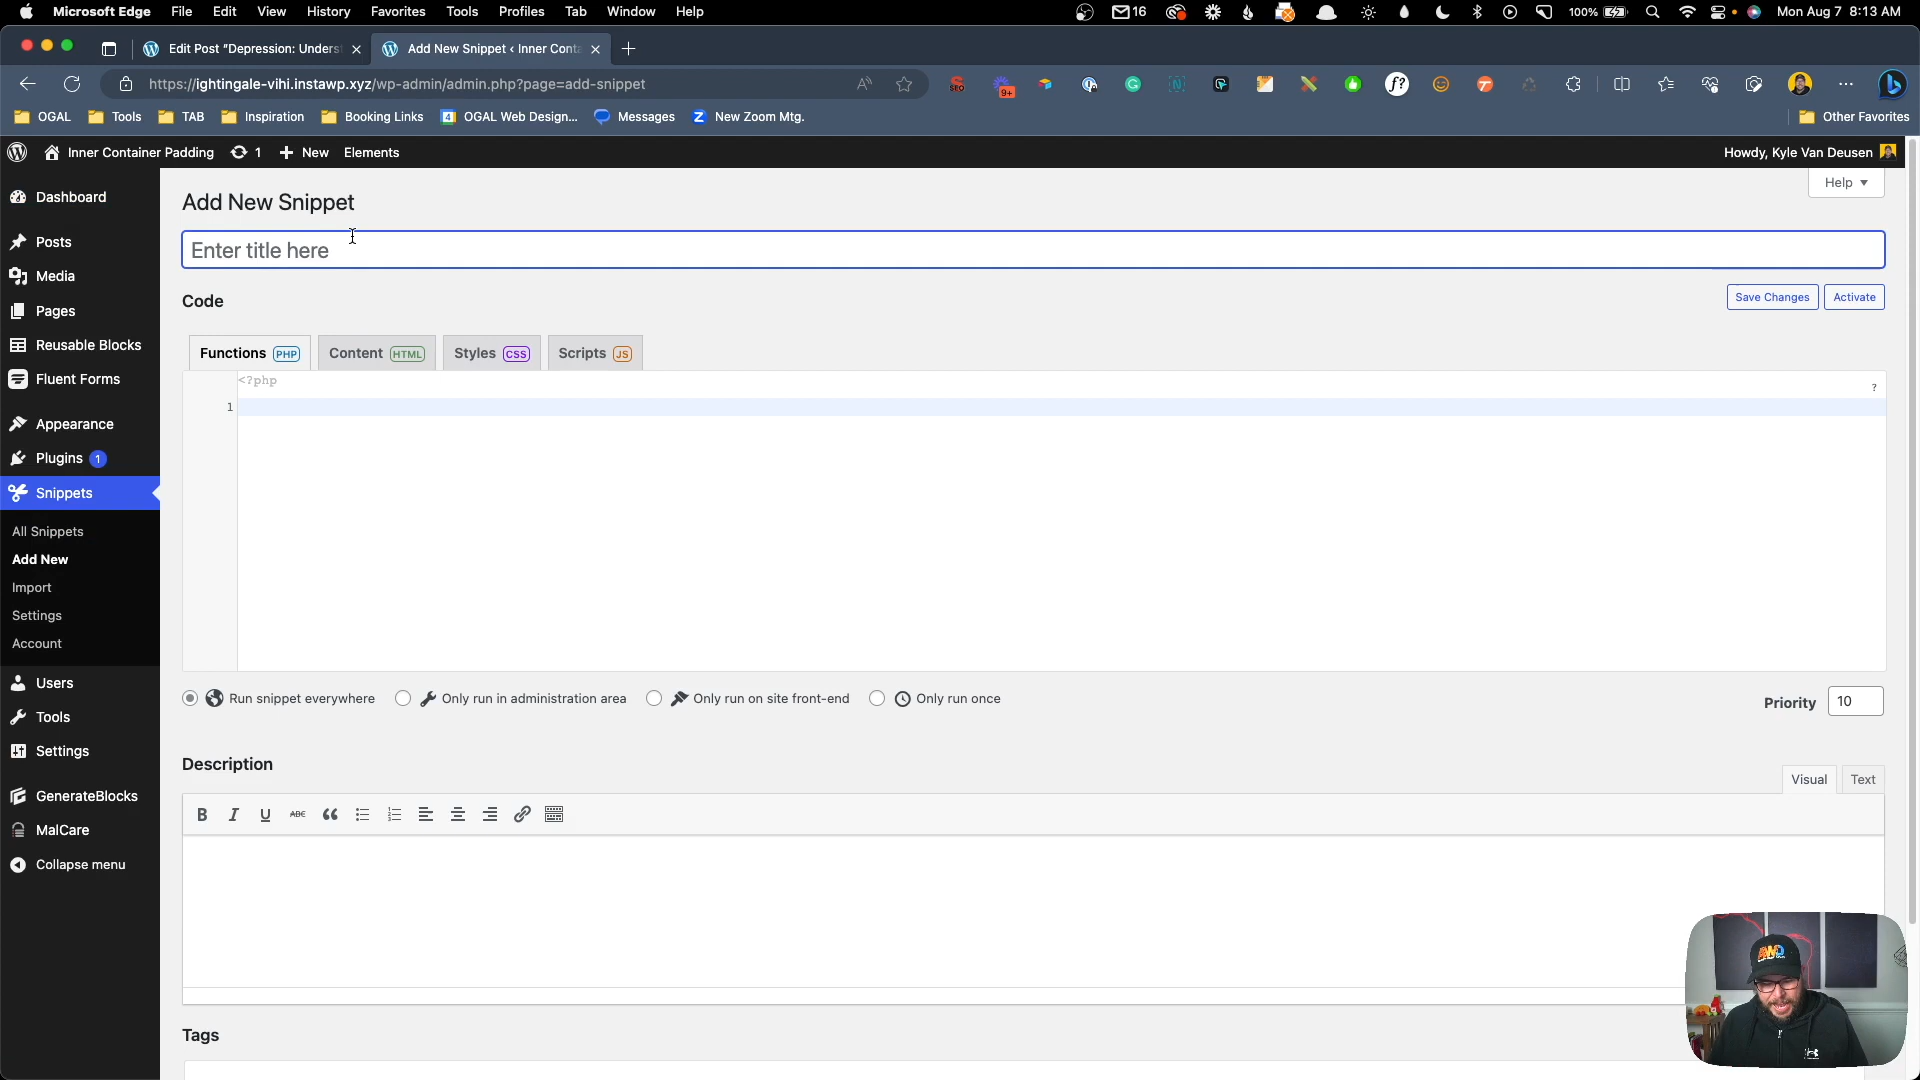 Microsoft Edge File Edit View History Favorites Tools Profiles Tab Window Help 16 100% Mon Aug 7 8:13 AM
Edit Post "Depression: Underst Add New Snippet ‹ Inner Conta
https://ightingale-vihi.instawp.xyz/wp-admin/admin.php?page=add-snippet 9+
OGAL Tools TAB Inspiration Booking Links OGAL Web Design... Messages New Zoom Mtg. Other Favorites
Inner Container Padding 1 New Elements Howdy, Kyle Van Deusen
Help
Dashboard
Posts
Media
Pages
Reusable Blocks
Fluent Forms
Appearance
Plugins 1
Snippets
All Snippets
Add New
Import
Settings
Account
Users
Tools
Settings
GenerateBlocks
MalCare
Collapse menu
Add New Snippet
Enter title here
Code
Save Changes Activate
Functions PHP Content HTML Styles CSS Scripts JS
<?php ?
1
Run snippet everywhere Only run in administration area Only run on site front-end Only run once Priority 10
Description
Visual Text
B I U ABC
Tags